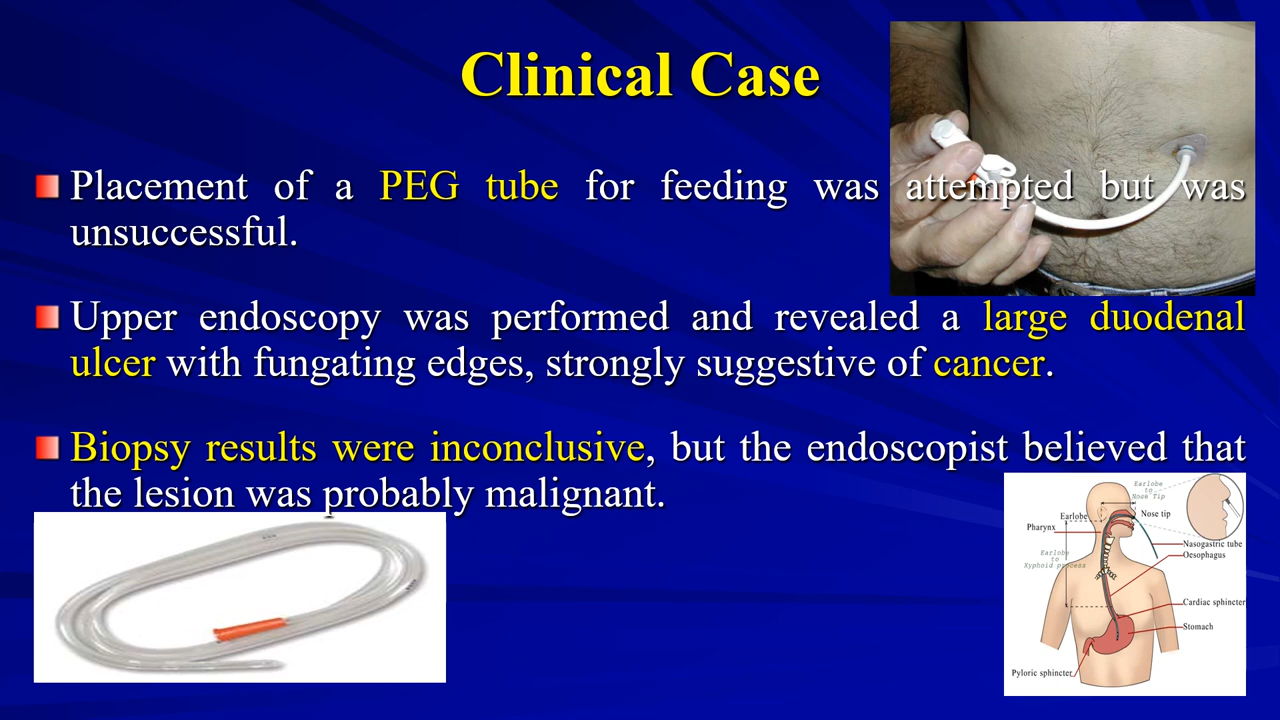 Clinical Case
Placement of a PEG tube for feeding was attempted but was
unsuccessful.
Upper endoscopy was performed and revealed a large duodenal
ulcer with fungating edges, strongly suggestive of cancer.
Biopsy results were inconclusive, but the endoscopist believed that
the lesion was probably malignant.
Earlobe
to
Nose Tip
Earlobe
Nose tip
Pharynx
Nasogastric tube
Earlobe
to
Xyphoid process
Oesophagus
Cardiac sphincter
Stomach
Pyloric sphincter